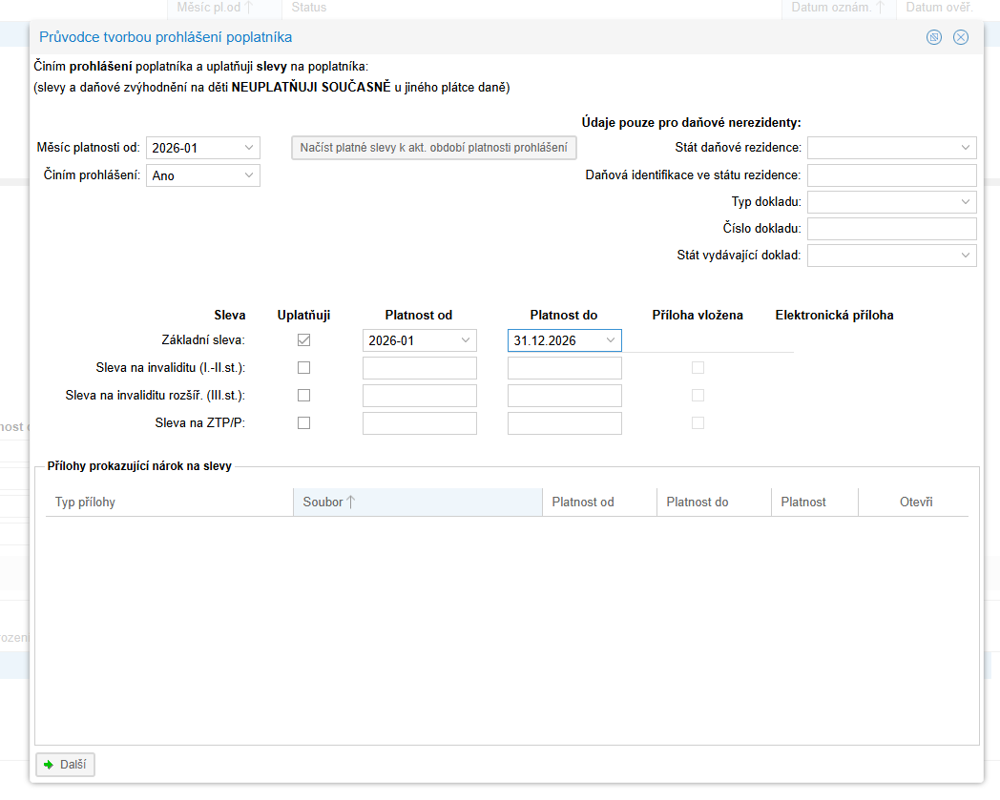 Měsíc pl.od Status Datum oznám. Datum ověř.
Průvodce tvorbou prohlášení poplatníka
Činím prohlášení poplatníka a uplatňuji slevy na poplatníka:
(slevy a daňové zvýhodnění na děti NEUPLATŇUJI SOUČASNĚ u jiného plátce daně)
Údaje pouze pro daňové nerezidenty:
Měsíc platnosti od: 2026-01 Načíst platné slevy k akt. období platnosti prohlášení Stát daňové rezidence:
Činím prohlášení: Ano Daňová identifikace ve státu rezidence:
Typ dokladu:
Číslo dokladu:
Stát vydávající doklad:
Sleva Uplatňuji Platnost od Platnost do Příloha vložena Elektronická příloha
Základní sleva: 2026-01 31.12.2026
Sleva na invaliditu (I.-II.st.):
Sleva na invaliditu rozšíř. (III.st.):
Sleva na ZTP/P:
Přílohy prokazující nárok na slevy
Typ přílohy Soubor Platnost od Platnost do Platnost Otevři
Další